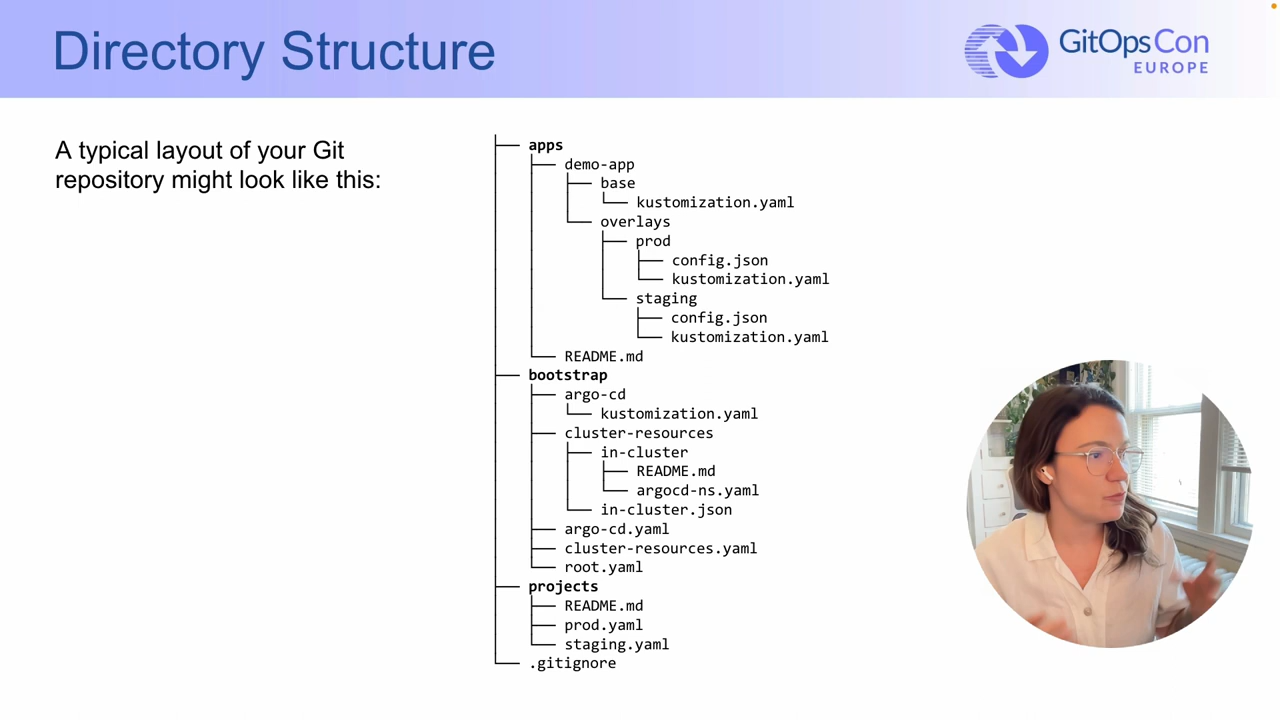 Directory Structure
GitOpsCon
EUROPE
A typical layout of your Git
repository might look like this:
├── apps
│   ├── demo-app
│   │   ├── base
│   │   │   └── kustomization.yaml
│   │   └── overlays
│   │       ├── prod
│   │       │   ├── config.json
│   │       │   └── kustomization.yaml
│   │       └── staging
│   │           ├── config.json
│   │           └── kustomization.yaml
│   └── README.md
├── bootstrap
│   ├── argo-cd
│   │   └── kustomization.yaml
│   ├── cluster-resources
│   │   ├── in-cluster
│   │   │   ├── README.md
│   │   │   └── argocd-ns.yaml
│   │   └── in-cluster.json
│   ├── argo-cd.yaml
│   ├── cluster-resources.yaml
│   └── root.yaml
├── projects
│   ├── README.md
│   ├── prod.yaml
│   └── staging.yaml
└── .gitignore